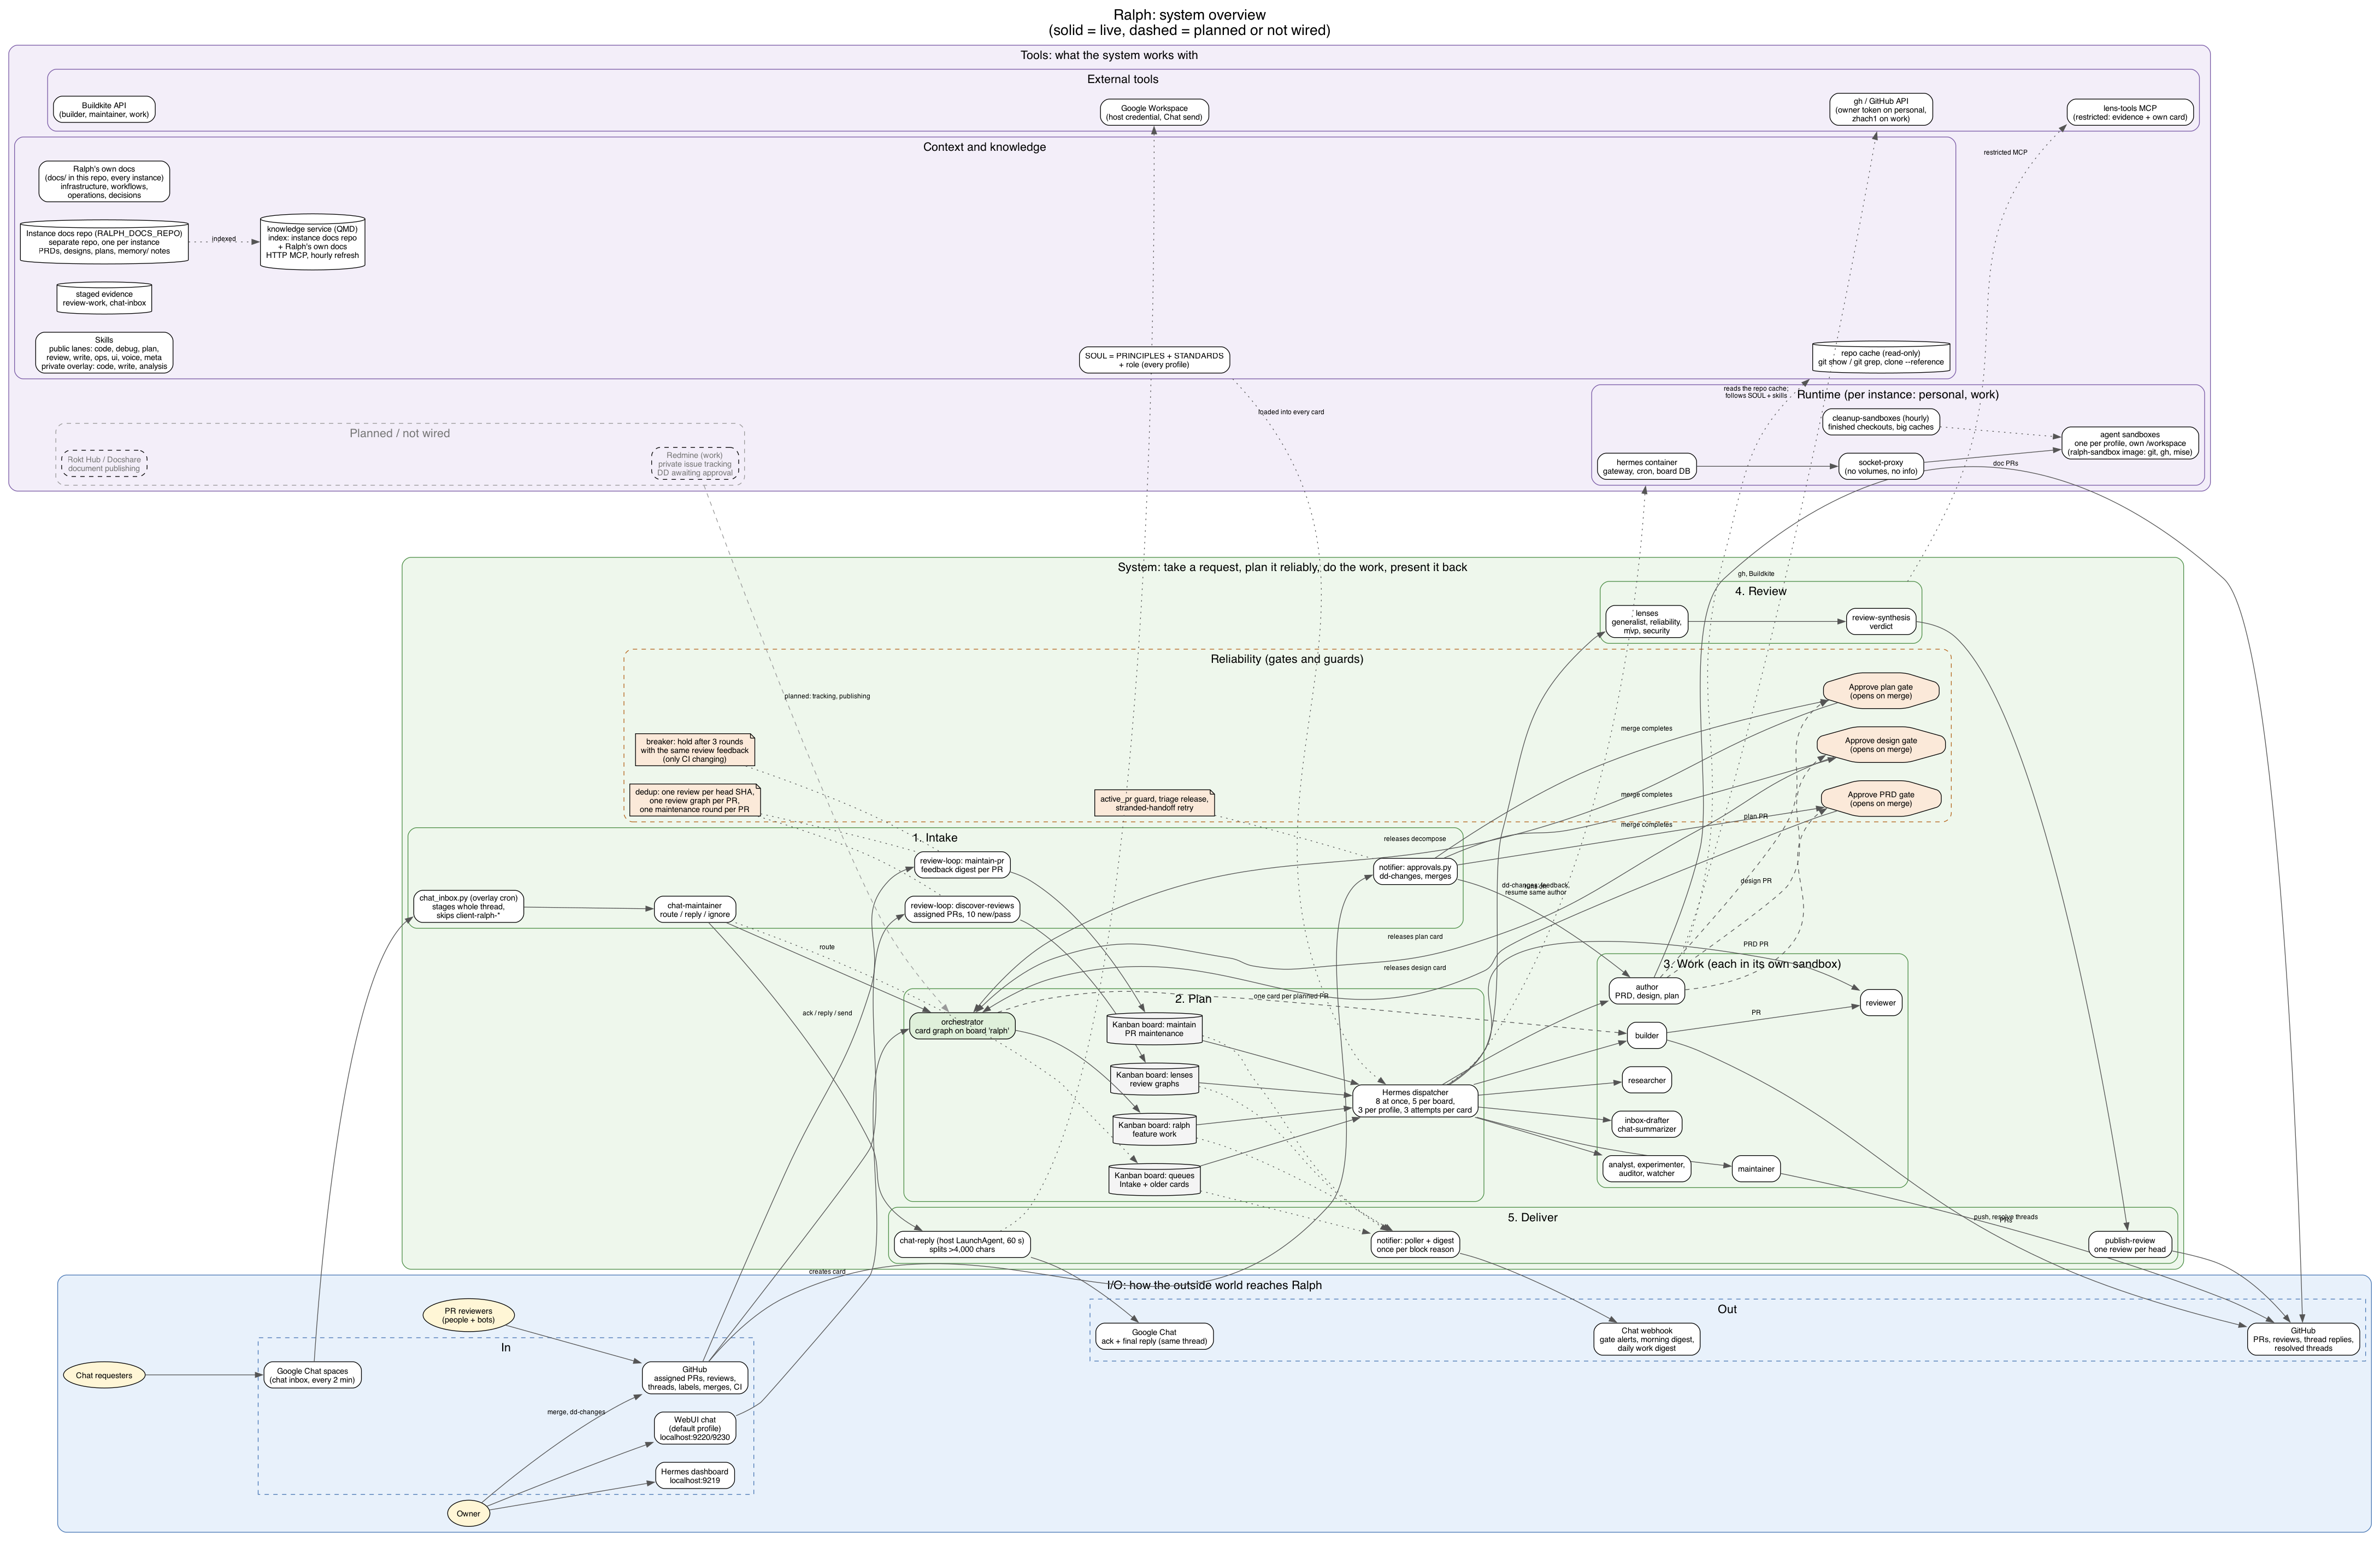 Ralph: system overview
(solid = live, dashed = planned or not wired)
Tools: what the system works with
External tools
Buildkite API
(builder, maintainer, work)
Google Workspace
(host credential, Chat send)
gh / GitHub API
(owner token on personal,
zhach1 on work)
lens-tools MCP
(restricted: evidence + own card)
restricted MCP
Context and knowledge
Ralph's own docs
(docs/ in this repo, every instance)
infrastructure, workflows,
operations, decisions
Instance docs repo (RALPH_DOCS_REPO)
separate repo, one per instance
PRDs, designs, plans, memory/ notes
indexed
knowledge service (QMD)
index: instance docs repo
+ Ralph's own docs
HTTP MCP, hourly refresh
staged evidence
review-work, chat-inbox
Skills
public lanes: code, debug, plan,
review, write, ops, ui, voice, meta
private overlay: code, write, analysis
SOUL = PRINCIPLES + STANDARDS
+ role (every profile)
repo cache (read-only)
git show / git grep, clone --reference
reads the repo cache;
follows SOUL + skills
loaded into every card
Runtime (per instance: personal, work)
cleanup-sandboxes (hourly)
finished checkouts, big caches
agent sandboxes
one per profile, own /workspace
(ralph-sandbox image: git, gh, mise)
hermes container
gateway, cron, board DB
socket-proxy
(no volumes, no info)
doc PRs
Planned / not wired
Rokt Hub / Docshare
document publishing
Redmine (work)
private issue tracking
DD awaiting approval
System: take a request, plan it reliably, do the work, present it back
gh, Buildkite
4. Review
lenses
generalist, reliability,
mvp, security
review-synthesis
verdict
Reliability (gates and guards)
planned: tracking, publishing
Approve plan gate
(opens on merge)
merge completes
breaker: hold after 3 rounds
with the same review feedback
(only CI changing)
Approve design gate
(opens on merge)
dedup: one review per head SHA,
one review graph per PR,
one maintenance round per PR
active_pr guard, triage release,
stranded-handoff retry
merge completes
Approve PRD gate
(opens on merge)
plan PR
merge completes
1. Intake
releases decompose
review-loop: maintain-pr
feedback digest per PR
notifier: approvals.py
dd-changes, merges
design PR
dd-changes: feedback,
resume same author
chat_inbox.py (overlay cron)
stages whole thread,
skips client-ralph-*
chat-maintainer
route / reply / ignore
review-loop: discover-reviews
assigned PRs, 10 new/pass
route
releases plan card
PRD PR
releases design card
3. Work (each in its own sandbox)
author
PRD, design, plan
reviewer
2. Plan
one card per planned PR
ack / reply / send
orchestrator
card graph on board 'ralph'
Kanban board: maintain
PR maintenance
PR
builder
Kanban board: lenses
review graphs
researcher
Hermes dispatcher
8 at once, 5 per board,
3 per profile, 3 attempts per card
Kanban board: ralph
feature work
inbox-drafter
chat-summarizer
Kanban board: queues
Intake + older cards
analyst, experimenter,
auditor, watcher
maintainer
5. Deliver
push, resolve threads
PRs
chat-reply (host LaunchAgent, 60 s)
splits >4,000 chars
notifier: poller + digest
once per block reason
publish-review
one review per head
creates card
I/O: how the outside world reaches Ralph
PR reviewers
(people + bots)
Out
Google Chat
ack + final reply (same thread)
Chat webhook
gate alerts, morning digest,
daily work digest
GitHub
PRs, reviews, thread replies,
resolved threads
In
Chat requesters
Google Chat spaces
(chat inbox, every 2 min)
GitHub
assigned PRs, reviews,
threads, labels, merges, CI
merge, dd-changes
WebUI chat
(default profile)
localhost:9220/9230
Hermes dashboard
localhost:9219
Owner